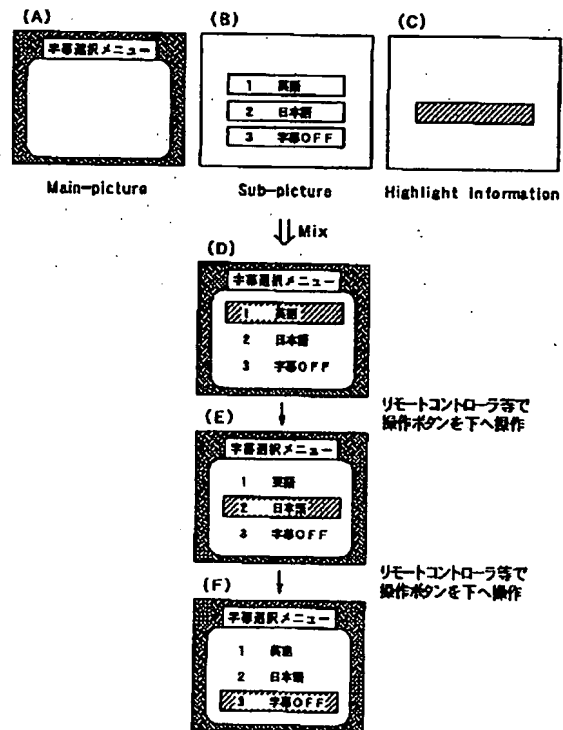 (A)
字幕選択メニュー
Main-picture
(B)
1 英語
2 日本語
3 字幕OFF
Sub-picture
(C)
Highlight Information
Mix
(D)
字幕選択メニュー
1 英語
2 日本語
3 字幕OFF
リモートコントローラ等で
操作ボタンを下へ操作
(E)
字幕選択メニュー
1 英語
2 日本語
3 字幕OFF
リモートコントローラ等で
操作ボタンを下へ操作
(F)
字幕選択メニュー
1 英語
2 日本語
3 字幕OFF